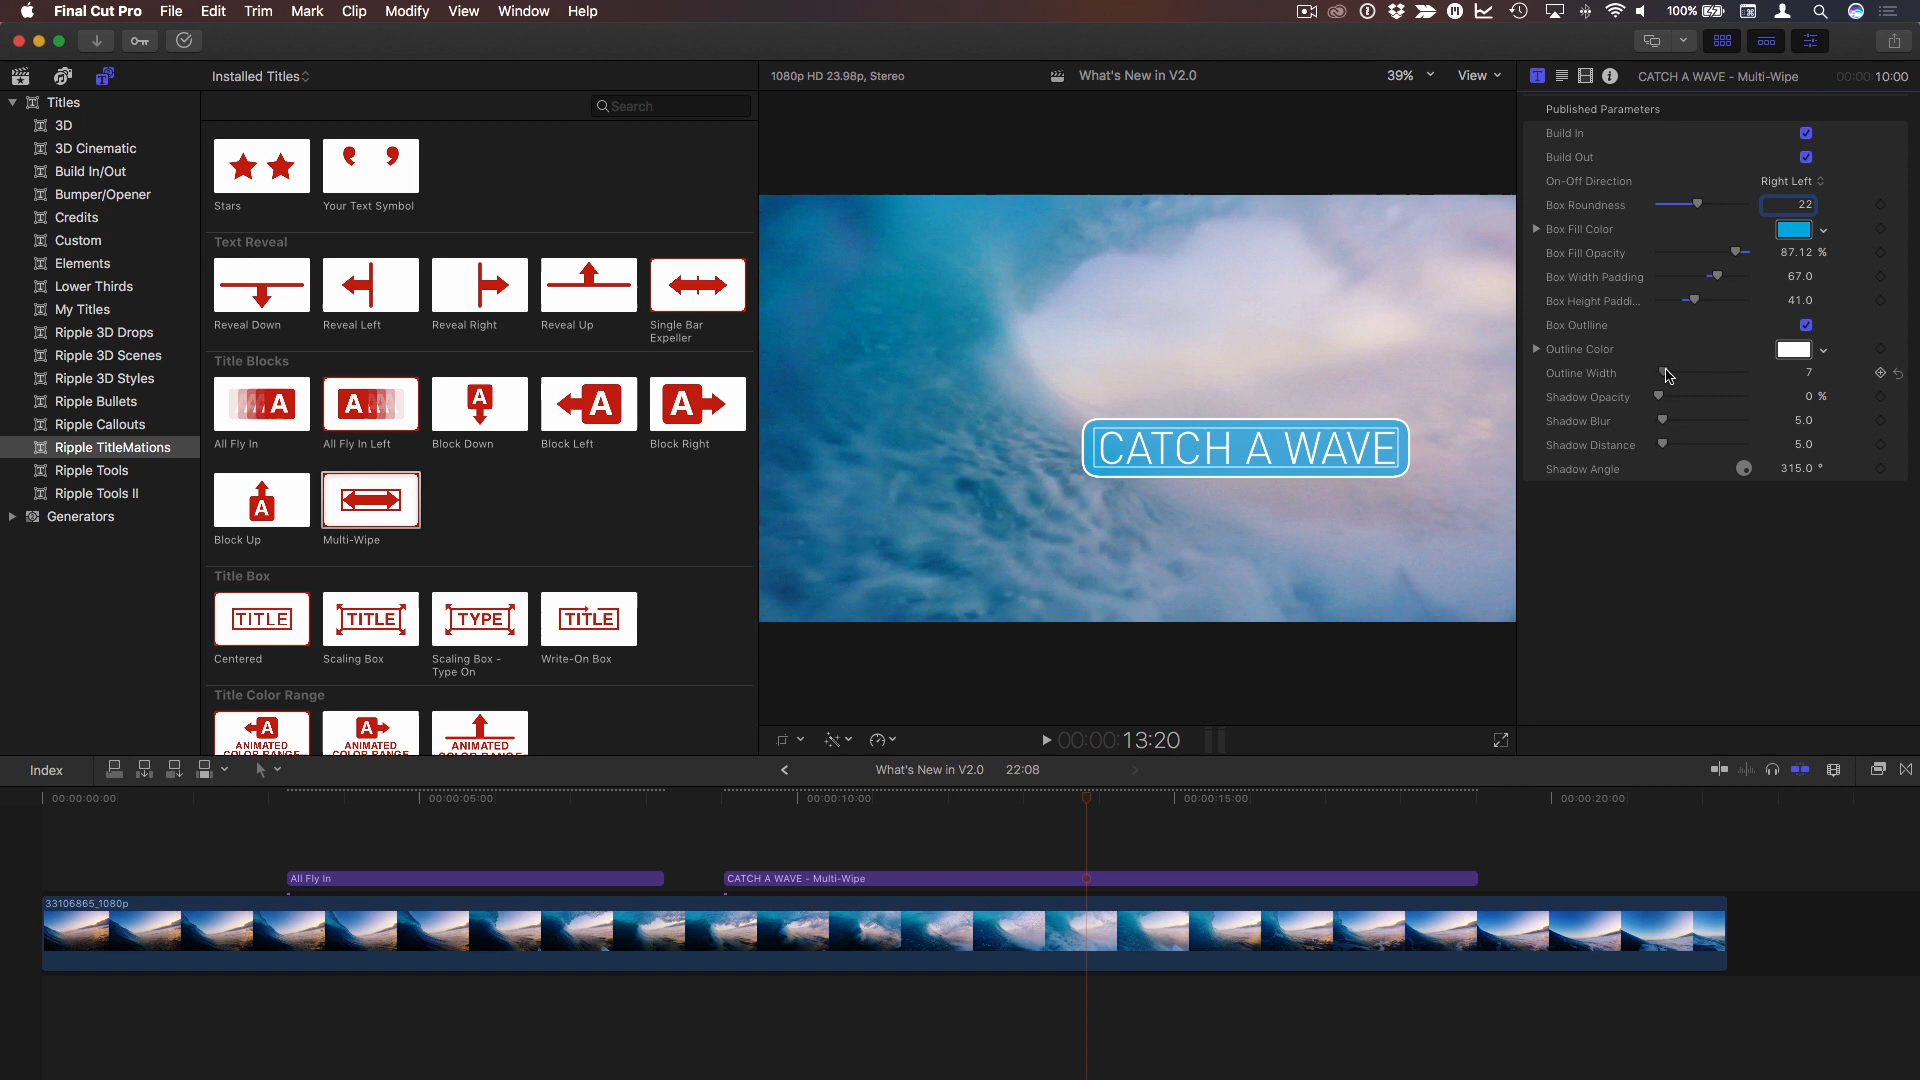 Final Cut Pro File Edit Trim Mark Clip Modify View Window Help
100%
Installed Titles
1080p HD 23.98p, Stereo
What's New in V2.0
39%
View
CATCH A WAVE - Multi-Wipe
00:00:10:00
Titles
3D
3D Cinematic
Build In/Out
Bumper/Opener
Credits
Custom
Elements
Lower Thirds
My Titles
Ripple 3D Drops
Ripple 3D Scenes
Ripple 3D Styles
Ripple Bullets
Ripple Callouts
Ripple TitleMations
Ripple Tools
Ripple Tools II
Generators
Search
Stars
Your Text Symbol
Text Reveal
Reveal Down
Reveal Left
Reveal Right
Reveal Up
Single Bar
Expeller
Title Blocks
A
A
A
A
A
All Fly In
All Fly In Left
Block Down
Block Left
Block Right
A
Block Up
Multi-Wipe
Title Box
TITLE
TITLE
TYPE
TITLE
Centered
Scaling Box
Scaling Box -
Type On
Write-On Box
Title Color Range
A
A
ANIMATED
COLOR RANGE
ANIMATED
COLOR RANGE
ANIMATED
COLOR RANGE
CATCH A WAVE
00:00:13:20
Published Parameters
Build In
Build Out
On-Off Direction Right Left
Box Roundness 22
Box Fill Color
Box Fill Opacity 87.12 %
Box Width Padding 67.0
Box Height Paddi... 41.0
Box Outlline
Outline Color
Outline Width 7
Shadow Opacity 0 %
Shadow Blur 5.0
Shadow Distance 5.0
Shadow Angle 315.0 °
Index
What's New in V2.0 22:08
00:00:00:00
00:00:05:00
00:00:10:00
00:00:15:00
00:00:20:00
All Fly In
CATCH A WAVE - Multi-Wipe
33106865_1080p